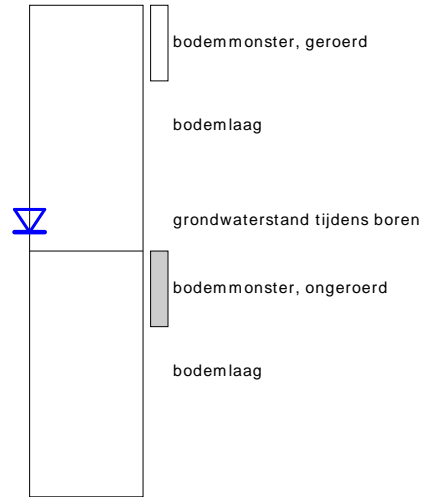 bodemmonster, geroerd
bodemlaag
grondwaterstand tijdens boren
bodemmonster, ongeroerd
bodemlaag